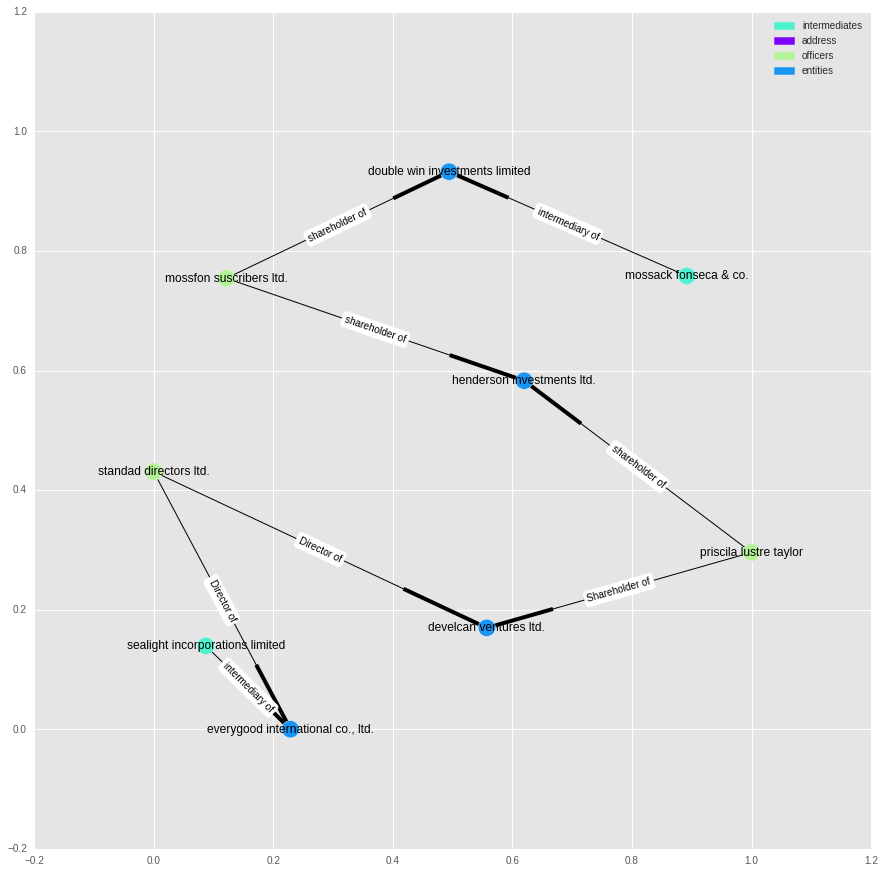 1.2
intermediates
address
officers
entities
1.0
double win investments limited
shareholder of
intermediary of
0.8
mossfon suscribers ltd.
mossack fonseca & co.
shareholder of
0.6
henderson investments ltd.
shareholder of
standad directors ltd.
0.4
Director of
priscila lustre taylor
Director of
Shareholder of
0.2
develcan ventures ltd.
sealight incorporations limited
intermediary of
0.0
everygood international co., ltd.
−0.2
−0.2 0.0 0.2 0.4 0.6 0.8 1.0 1.2